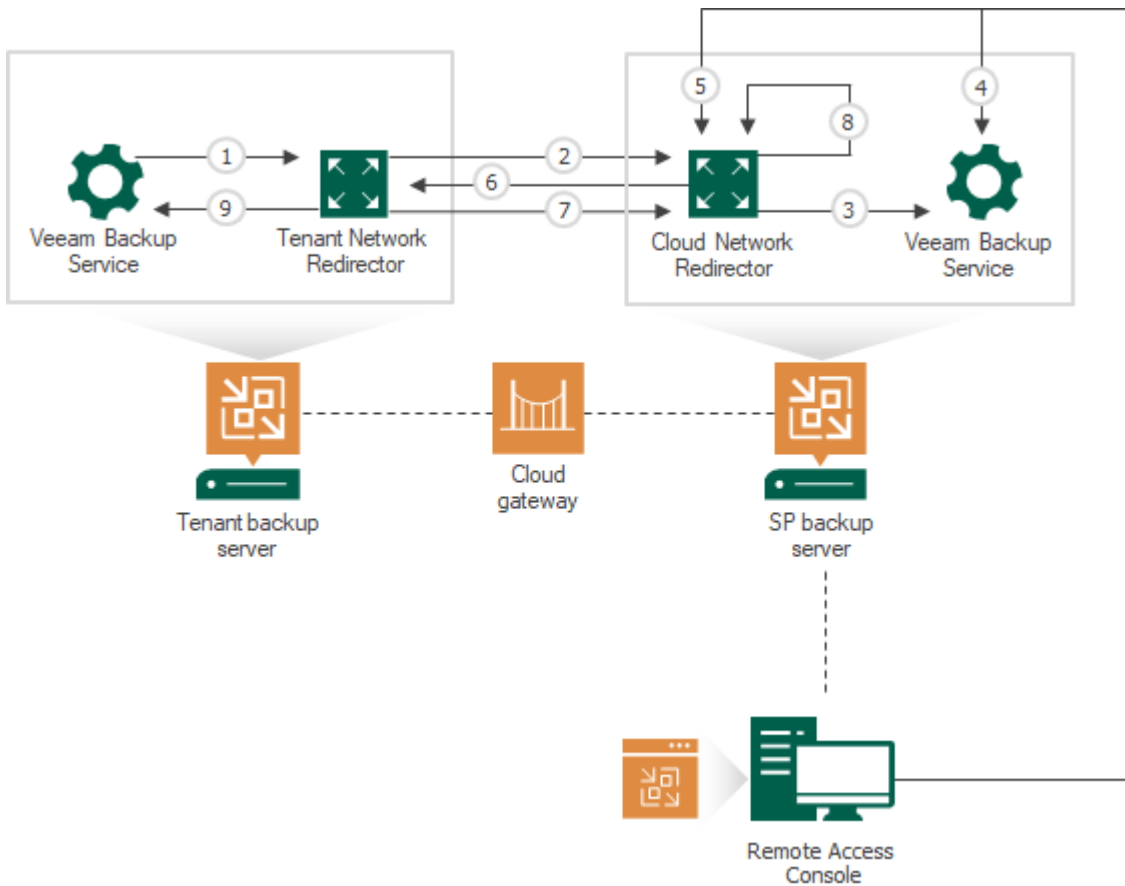 5
4
8
1
2
6
9
7
3
Veeam Backup
Service
Tenant Network
Redirector
Cloud Network
Redirector
Veeam Backup
Service
Cloud
gateway
Tenant backup
server
SP backup
server
Remote Access
Console